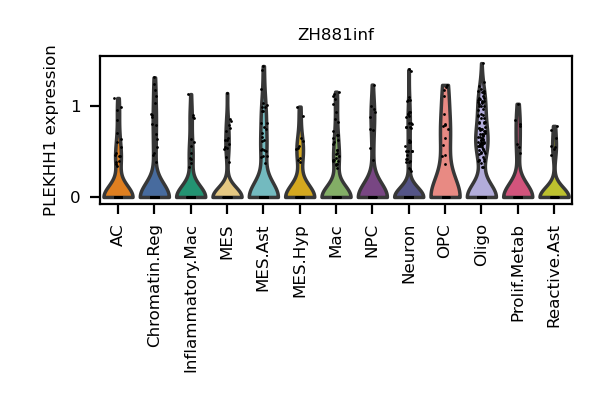 ZH881inf
PLEKHH1 expression
1
0
AC
Chromatin.Reg
Inflammatory.Mac
MES
MES.Ast
MES.Hyp
Mac
NPC
Neuron
OPC
Oligo
Prolif.Metab
Reactive.Ast